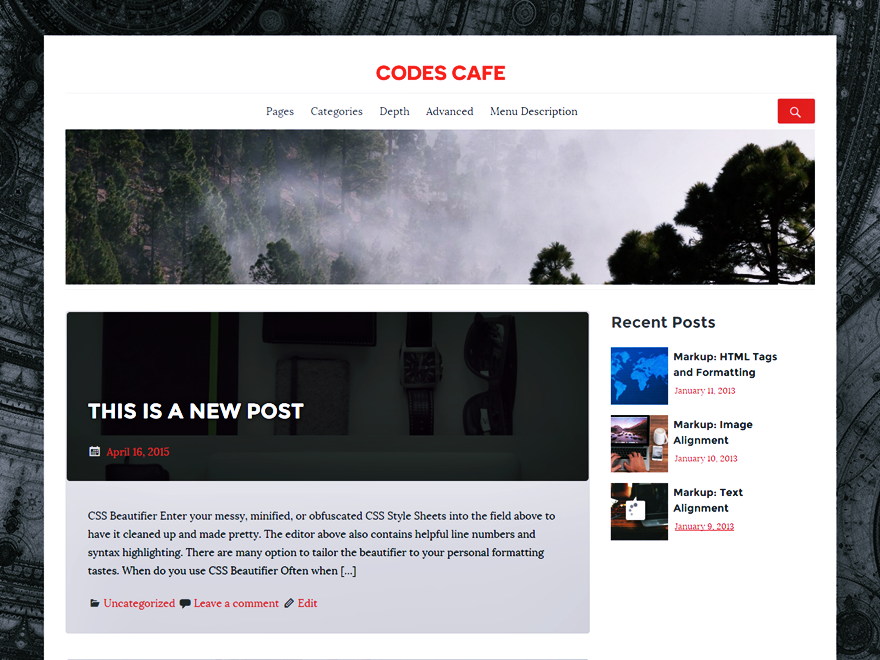 CODES CAFE
Pages Categories Depth Advanced Menu Description
THIS IS A NEW POST
April 16, 2015
CSS Beautifier Enter your messy, minified, or obfuscated CSS Style Sheets into the field above to
have it cleaned up and made pretty. The editor above also contains helpful line numbers and
syntax highlighting. There are many option to tailor the beautifier to your personal formatting
tastes. When do you use CSS Beautifier Often when [...]
Uncategorized Leave a comment Edit
Recent Posts
Markup: HTML Tags
and Formatting
January 11, 2013
Markup: Image
Alignment
January 10, 2013
Markup: Text
Alignment
January 9, 2013